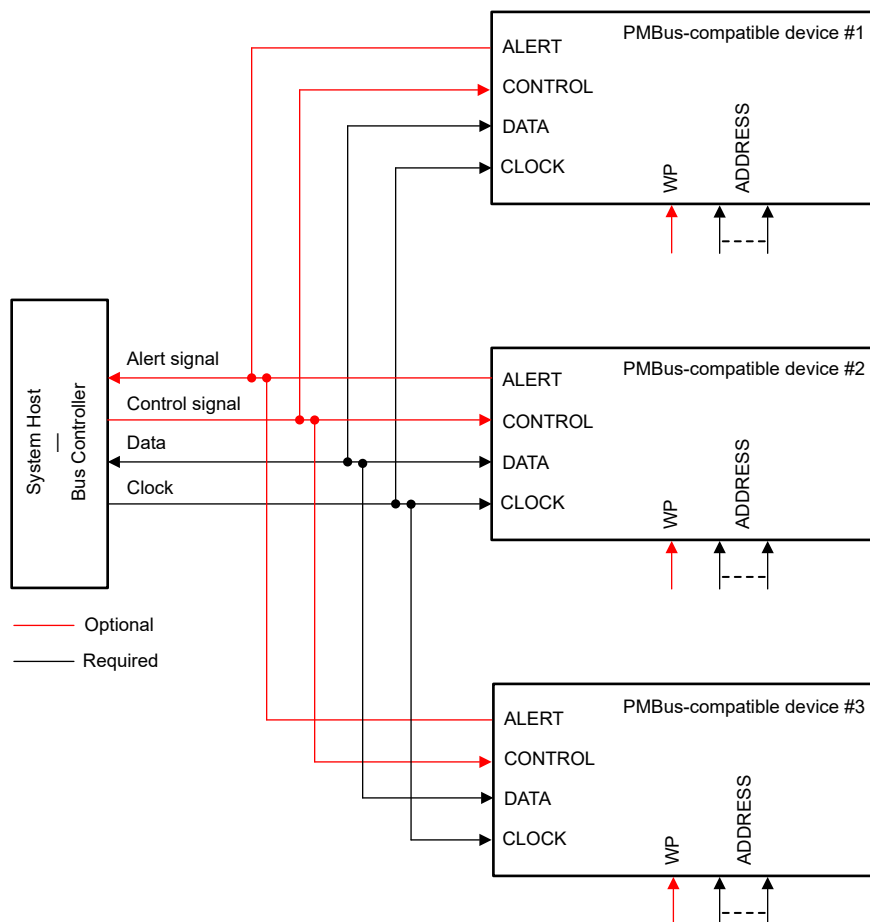 PMBus-compatible device #1
ALERT
CONTROL
DATA
CLOCK
WP
ADDRESS
System Host
—
Bus Controller
Alert signal
Control signal
Data
Clock
PMBus-compatible device #2
ALERT
CONTROL
DATA
CLOCK
WP
ADDRESS
Optional
Required
PMBus-compatible device #3
ALERT
CONTROL
DATA
CLOCK
WP
ADDRESS